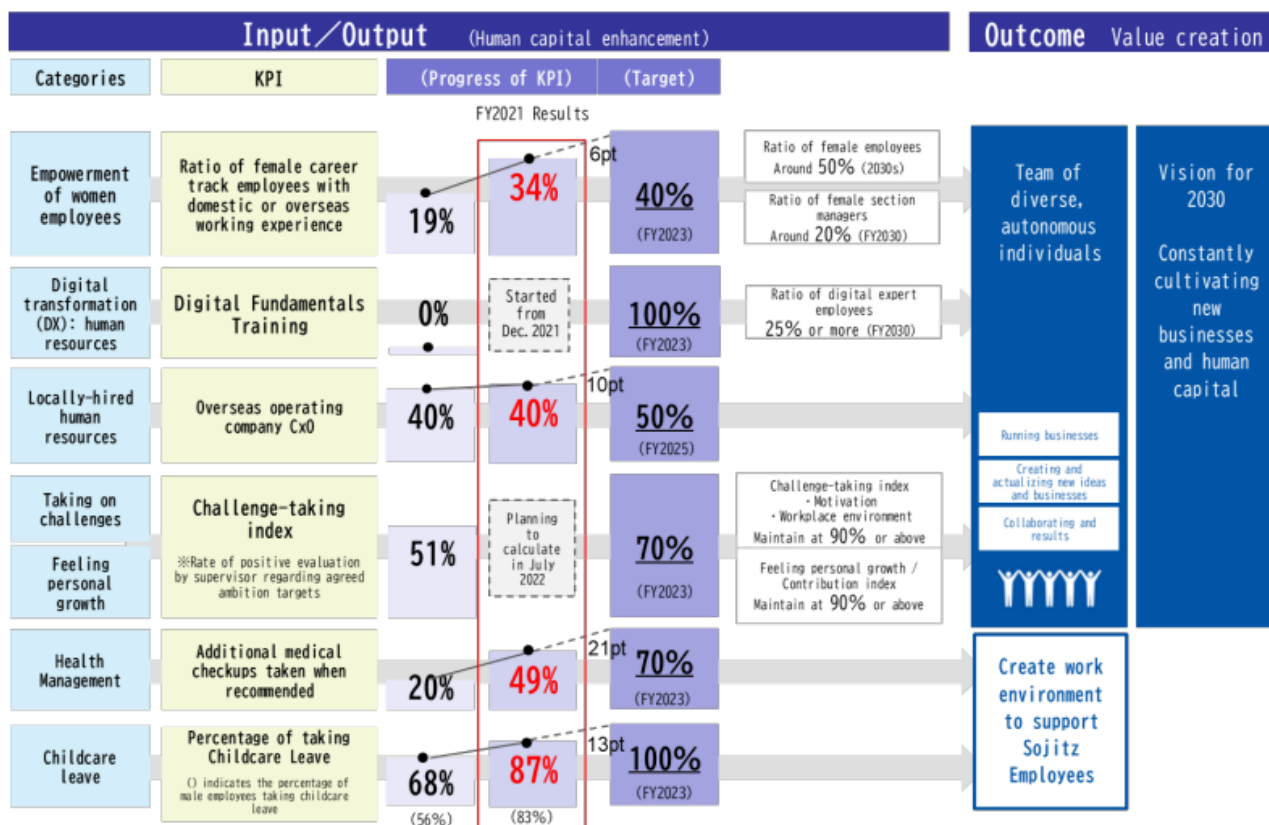 Input／Output (Human capital enhancement)
Outcome Value creation
Categories
KPI
(Progress of KPI)
(Target)
FY2021 Results
Empowerment
of women
employees
Ratio of female career
track employees with
domestic or overseas
working experience
19%
34%
6pt
40%
(FY2023)
Ratio of female employees
Around 50% (2030s)
Ratio of female section
managers
Around 20% (FY2030)
Digital
transformation
(DX): human
resources
Digital Fundamentals
Training
0%
Started
from
Dec. 2021
100%
(FY2023)
Ratio of digital expert
employees
25% or more (FY2030)
Locally-hired
human
resources
Overseas operating
company CxO
40%
40%
10pt
50%
(FY2025)
Taking on
challenges
Feeling
personal
growth
Challenge-taking
index
※Rate of positive evaluation
by supervisor regarding agreed
ambition targets
51%
Planning
to
calculate
in July
2022
70%
(FY2023)
Challenge-taking index
・Motivation
・Workplace environment
Maintain at 90% or above
Feeling personal growth /
Contribution index
Maintain at 90% or above
Health
Management
Additional medical
checkups taken when
recommended
20%
49%
21pt
70%
(FY2023)
Childcare
leave
Percentage of taking
Childcare Leave
() indicates the percentage of
male employees taking childcare
leave
68%
(56%)
87%
(83%)
13pt
100%
(FY2023)
Team of
diverse,
autonomous
individuals
Running businesses
Creating and
actualizing new ideas
and businesses
Collaborating and
results
Vision for
2030
Constantly
cultivating
new
businesses
and human
capital
Create work
environment
to support
Sojitz
Employees